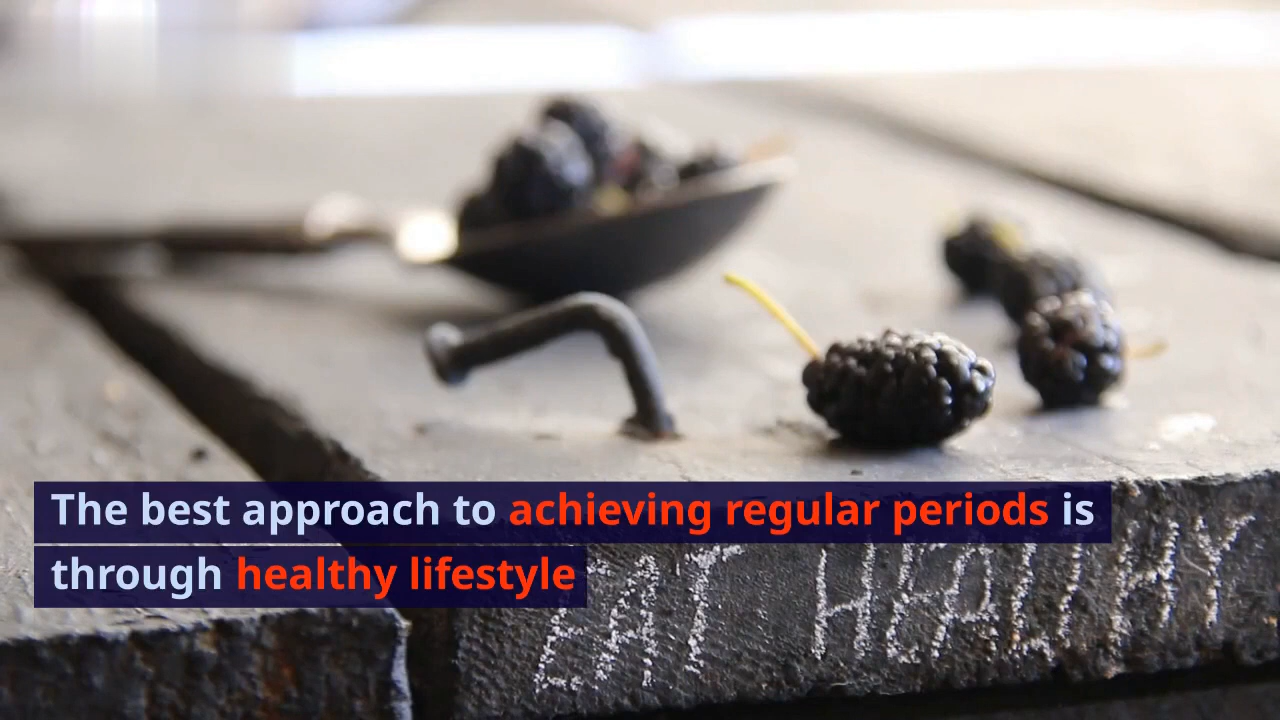 The best approach to achieving regular periods is
through healthy lifestyle
EAT HEALTHY